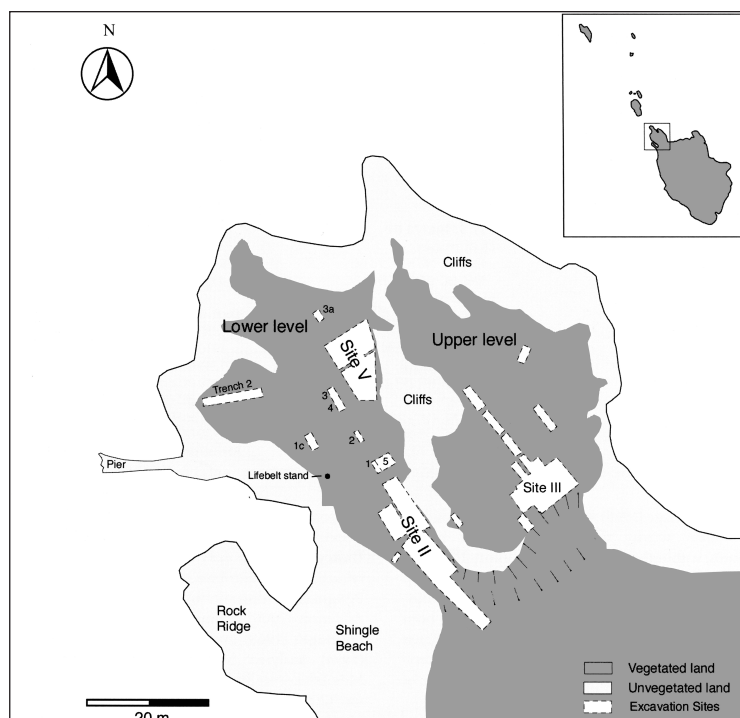 N
Cliffs
3a
Lower level
Upper level
Site V
Trench 2
3
4
Cliffs
1c
2
1
5
Pier
Lifebelt stand
Site III
Site II
Rock
Ridge
Shingle
Beach
Vegetated land
Unvegetated land
Excavation Sites
20 m